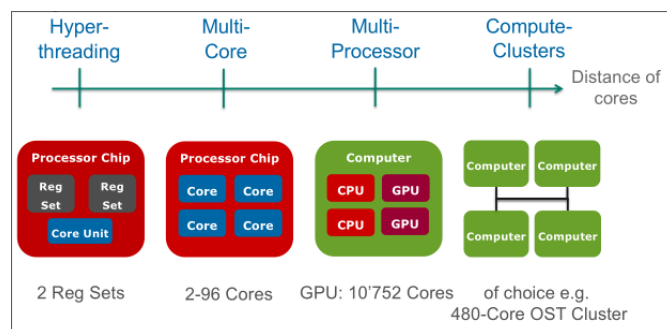 Hyper-
threading
Multi-
Core
Multi-
Processor
Compute-
Clusters
Distance of
cores
Processor Chip
Reg
Set
Reg
Set
Core Unit
Processor Chip
Core
Core
Core
Core
Computer
CPU
GPU
CPU
GPU
Computer
Computer
Computer
Computer
2 Reg Sets
2-96 Cores
GPU: 10'752 Cores
of choice e.g.
480-Core OST Cluster